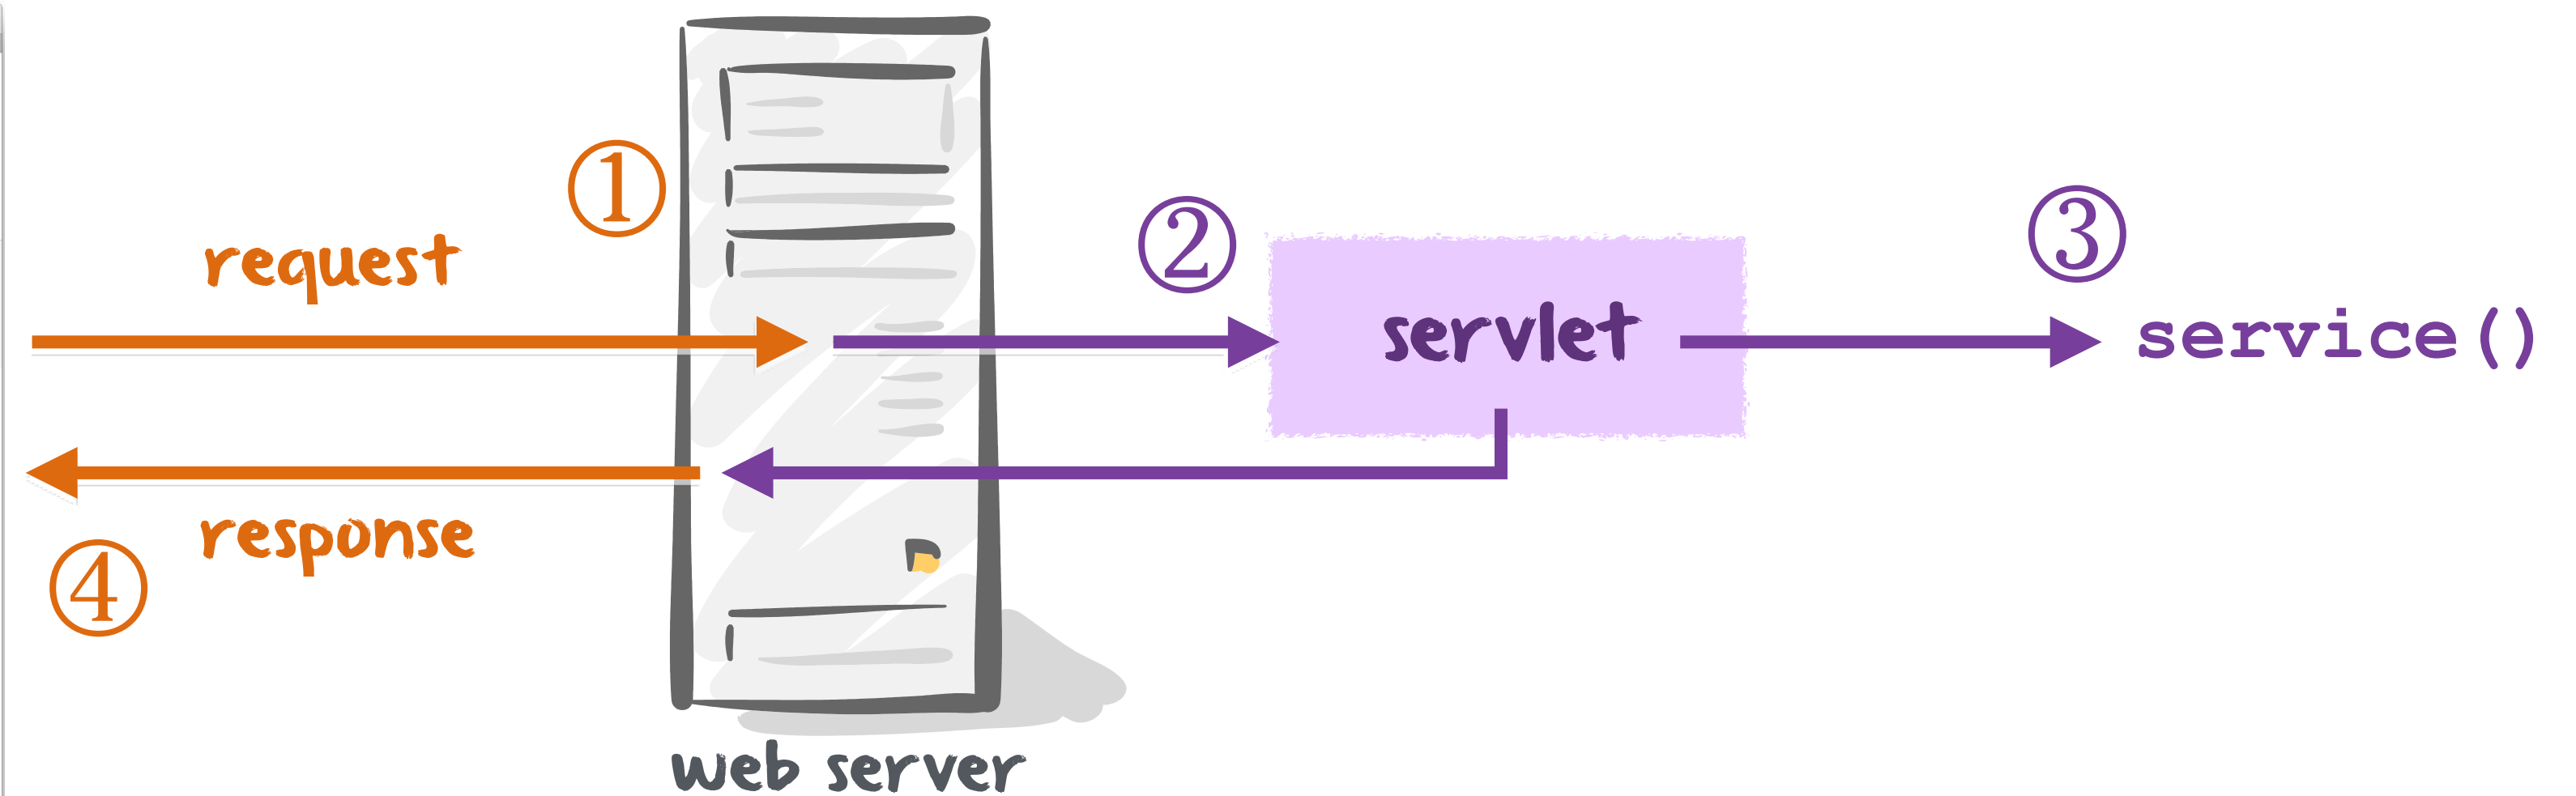 ①
request
②
servlet
③
service()
response
④
web server